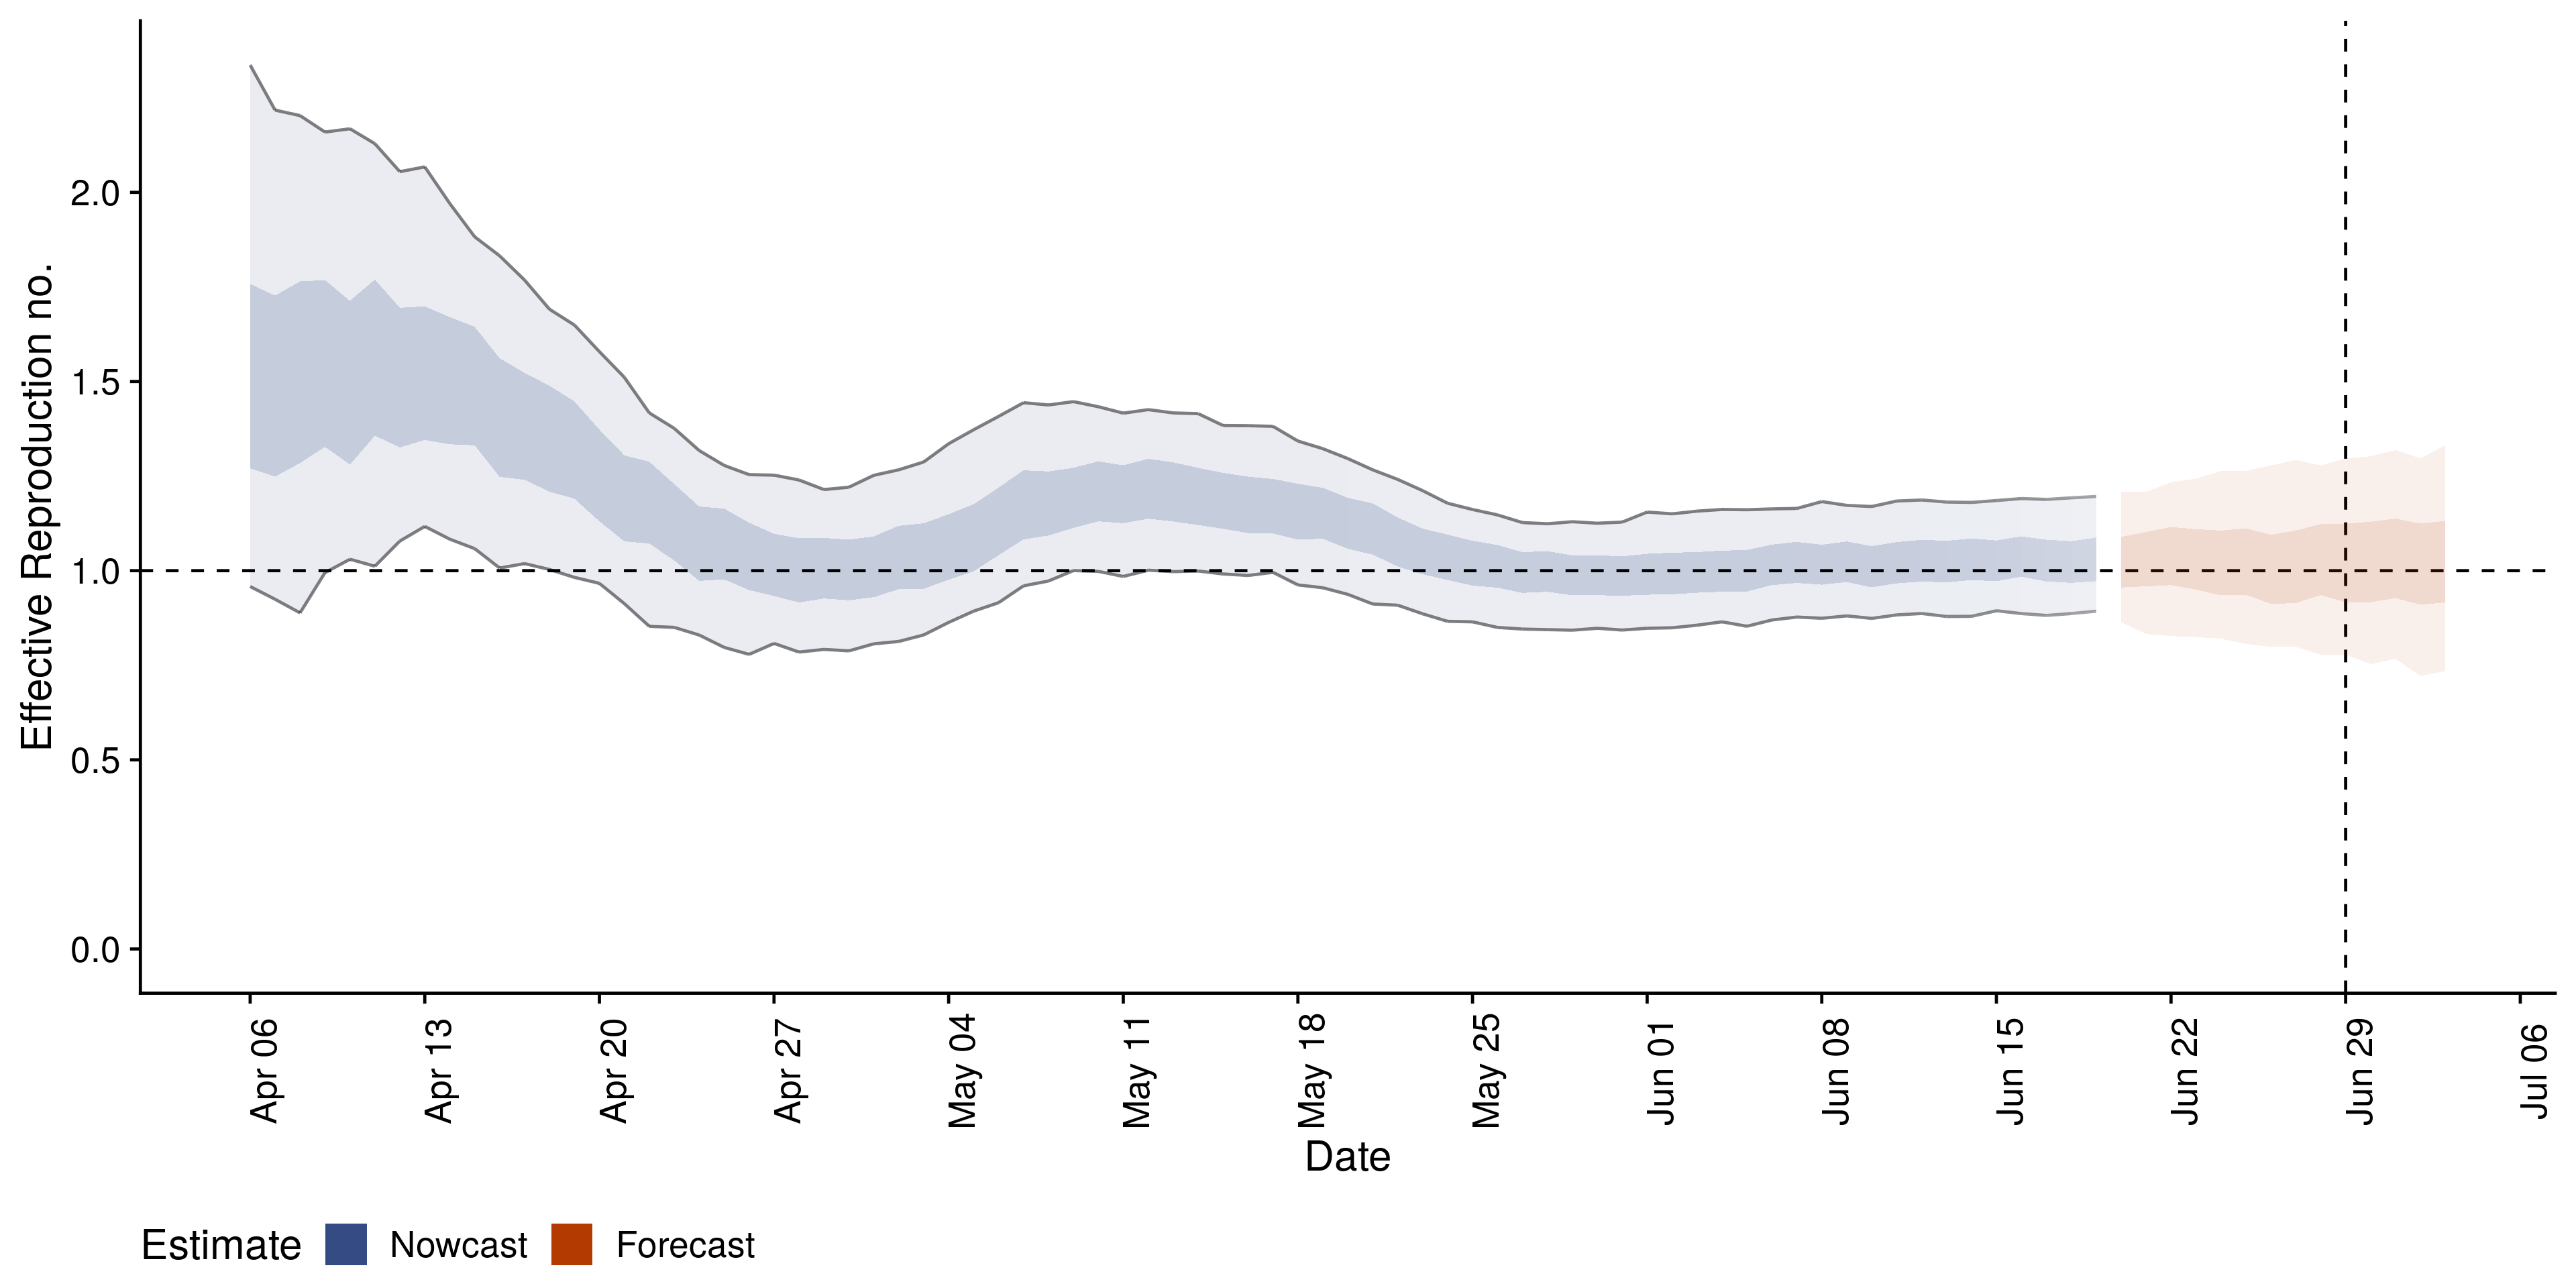 Effective Reproduction no.
2.0
1.5
1.0
0.5
0.0
Apr 06
Apr 13
Apr 20
Apr 27
May 04
May 11
May 18
May 25
Jun 01
Jun 08
Jun 15
Jun 22
Jun 29
Jul 06
Date
Estimate Nowcast Forecast